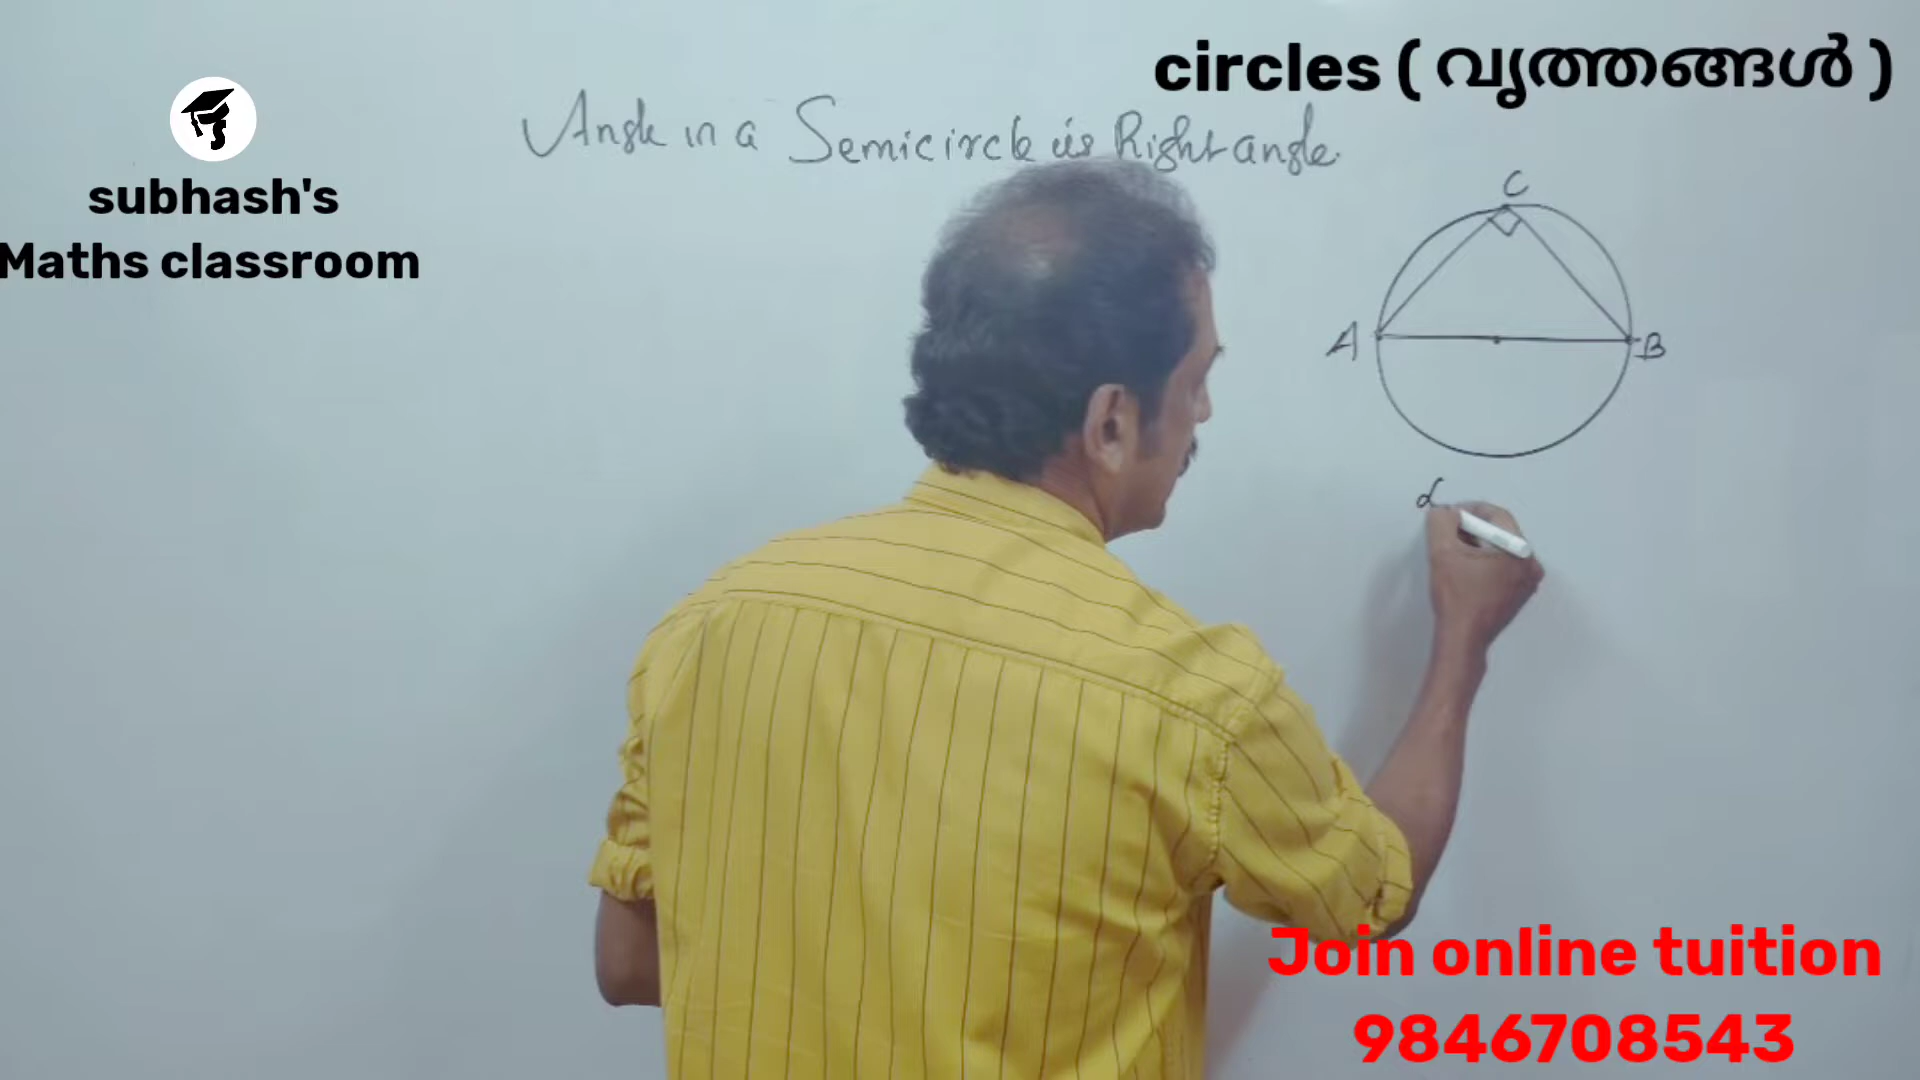 circles ( വൃത്തങ്ങൾ )
Angle in a Semicircle is Right angle.
subhash's
Maths classroom
C
A
B
Join online tuition
9846708543